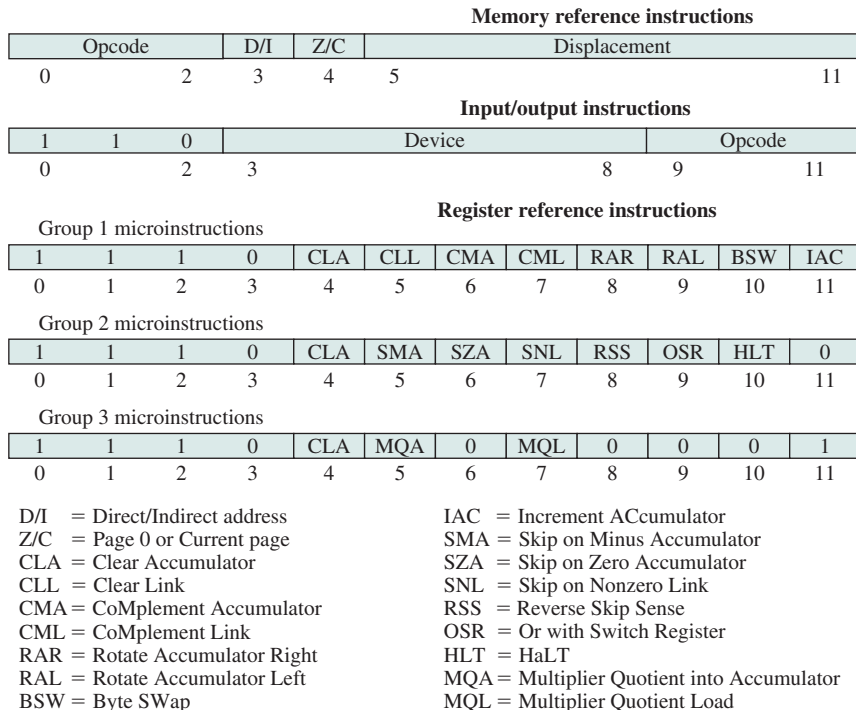 Memory reference instructions
Opcode D/I Z/C Displacement
0 2 3 4 5 11
Input/output instructions
1 1 0 Device Opcode
0 2 3 8 9 11
Register reference instructions
Group 1 microinstructions
1 1 1 0 CLA CLL CMA CML RAR RAL BSW IAC
0 1 2 3 4 5 6 7 8 9 10 11
Group 2 microinstructions
1 1 1 0 CLA SMA SZA SNL RSS OSR HLT 0
0 1 2 3 4 5 6 7 8 9 10 11
Group 3 microinstructions
1 1 1 0 CLA MQA 0 MQL 0 0 0 1
0 1 2 3 4 5 6 7 8 9 10 11
D/I = Direct/Indirect address
Z/C = Page 0 or Current page
CLA = Clear Accumulator
CLL = Clear Link
CMA = CoMplement Accumulator
CML = CoMplement Link
RAR = Rotate Accumulator Right
RAL = Rotate Accumulator Left
BSW = Byte SWap
IAC = Increment ACcumulator
SMA = Skip on Minus Accumulator
SZA = Skip on Zero Accumulator
SNL = Skip on Nonzero Link
RSS = Reverse Skip Sense
OSR = Or with Switch Register
HLT = HaLT
MQA = Multiplier Quotient into Accumulator
MQL = Multiplier Quotient Load